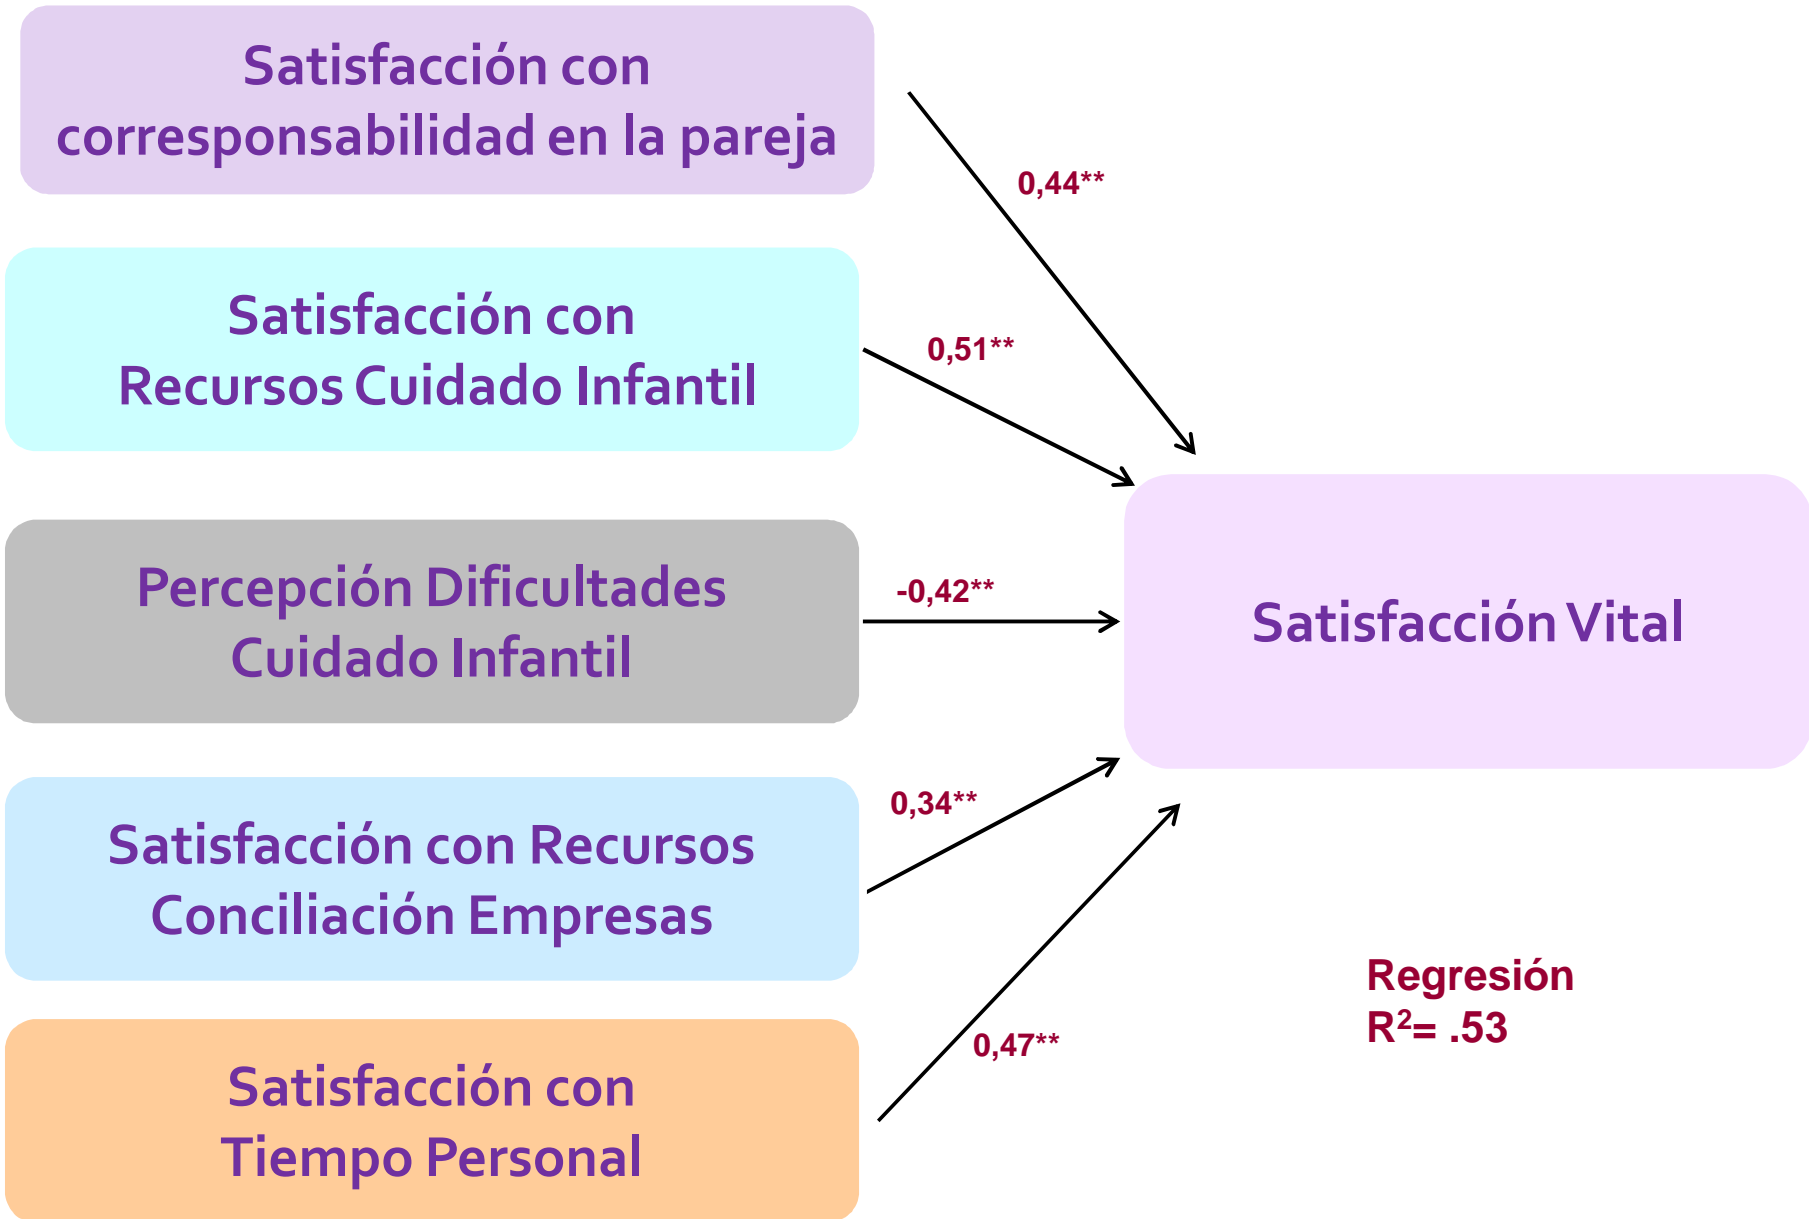 Satisfacción con
corresponsabilidad en la pareja
0,44**
Satisfacción con
Recursos Cuidado Infantil
0,51**
Percepción Dificultades
Cuidado Infantil
-0,42**
Satisfacción Vital
Satisfacción con Recursos
Conciliación Empresas
0,34**
Satisfacción con
Tiempo Personal
0,47**
Regresión
R²= .53